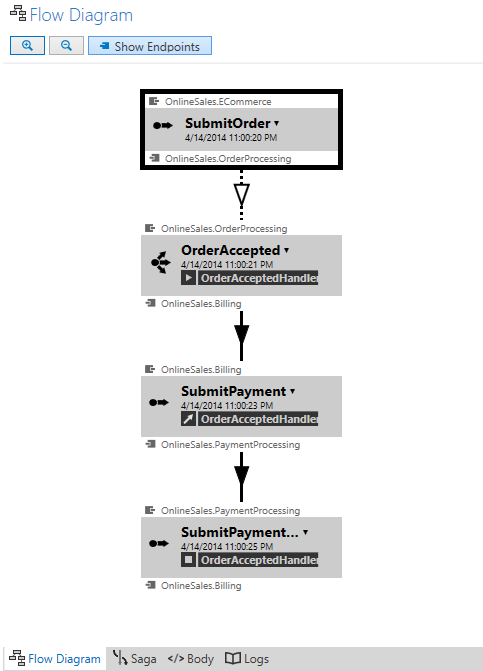 Flow Diagram
Show Endpoints
OnlineSales.ECommerce
SubmitOrder
4/14/2014 11:00:20 PM
OnlineSales.OrderProcessing
OnlineSales.OrderProcessing
OrderAccepted
4/14/2014 11:00:21 PM
OrderAcceptedHandler
OnlineSales.Billing
OnlineSales.Billing
SubmitPayment
4/14/2014 11:00:23 PM
OrderAcceptedHandler
OnlineSales.PaymentProcessing
OnlineSales.PaymentProcessing
SubmitPayment...
4/14/2014 11:00:25 PM
OrderAcceptedHandler
OnlineSales.Billing
Flow Diagram Saga </> Body Logs